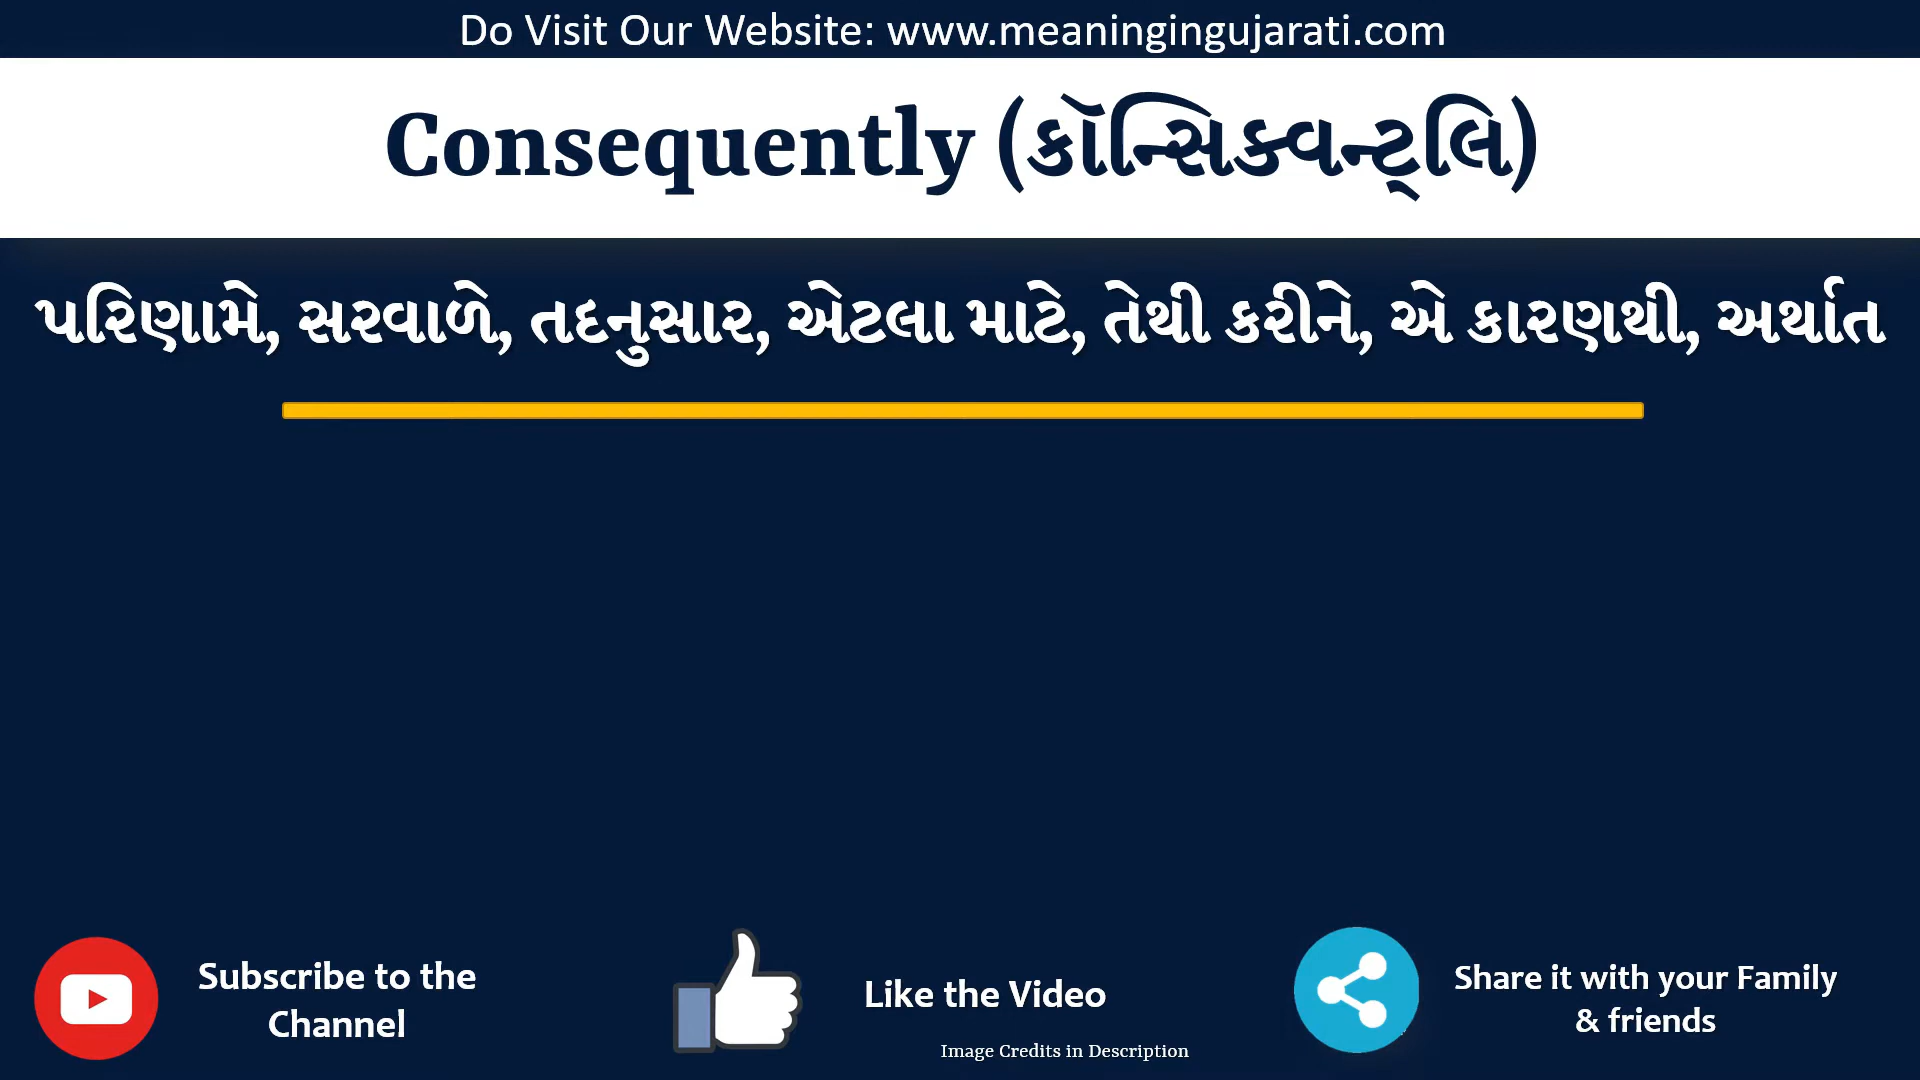 Do Visit Our Website: www.meaningingujarati.com
Consequently (કૉન્સિક્વન્ટ્લિ)
પરિણામે, સરવાળે, તદનુસાર, એટલા માટે, તેથી કરીને, એ કારણથી, અર્થાત
Subscribe to the
Channel
Like the Video
Share it with your Family
& friends
Image Credits in Description